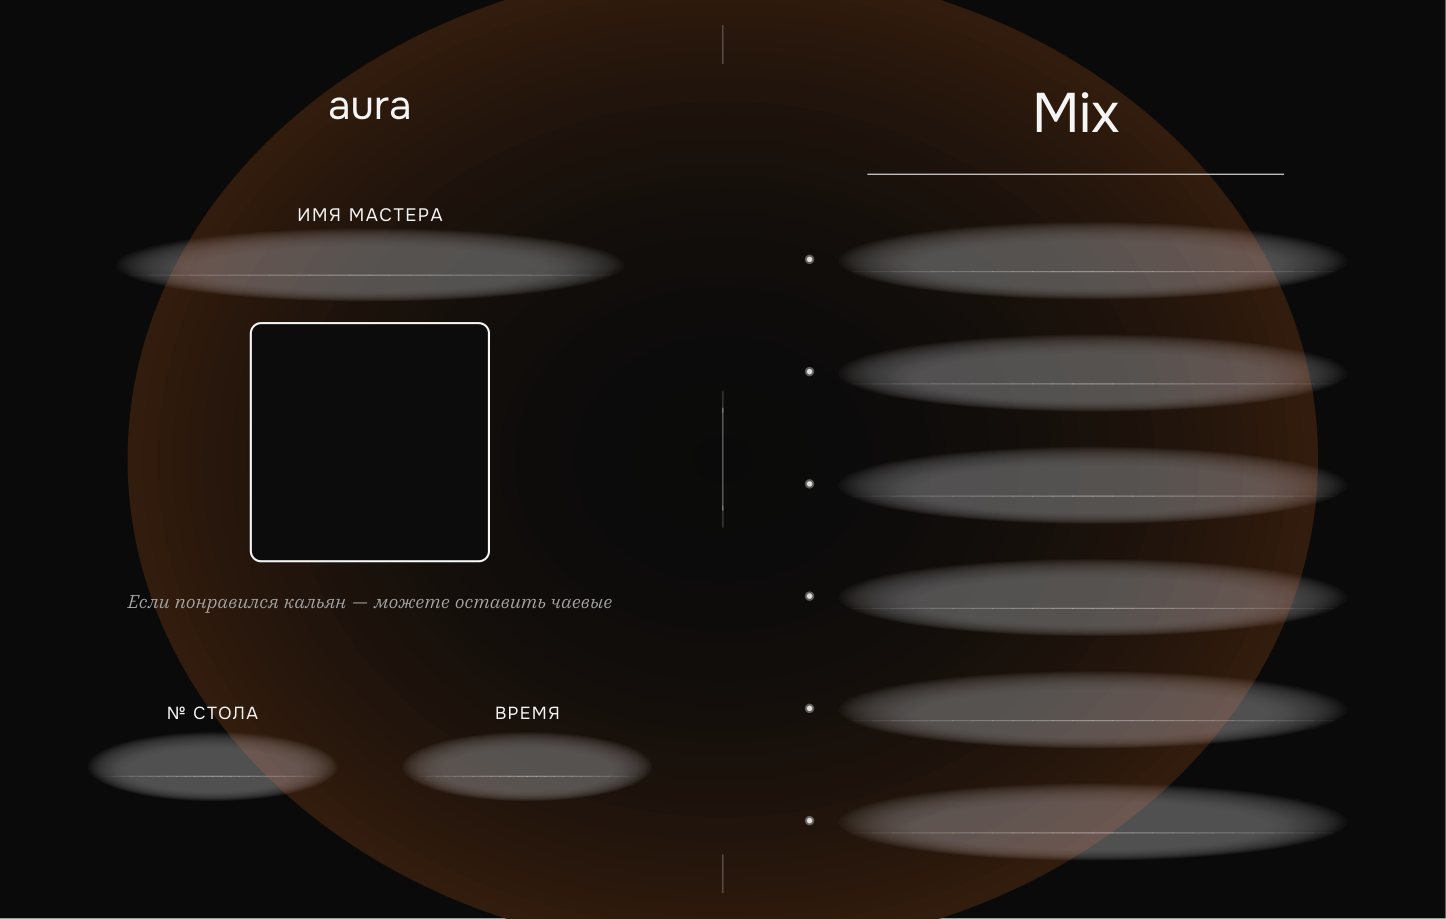 aura
ИМЯ МАСТЕРА
Если понравился кальян — можете оставить чаевые
№ СТОЛА
ВРЕМЯ
Mix